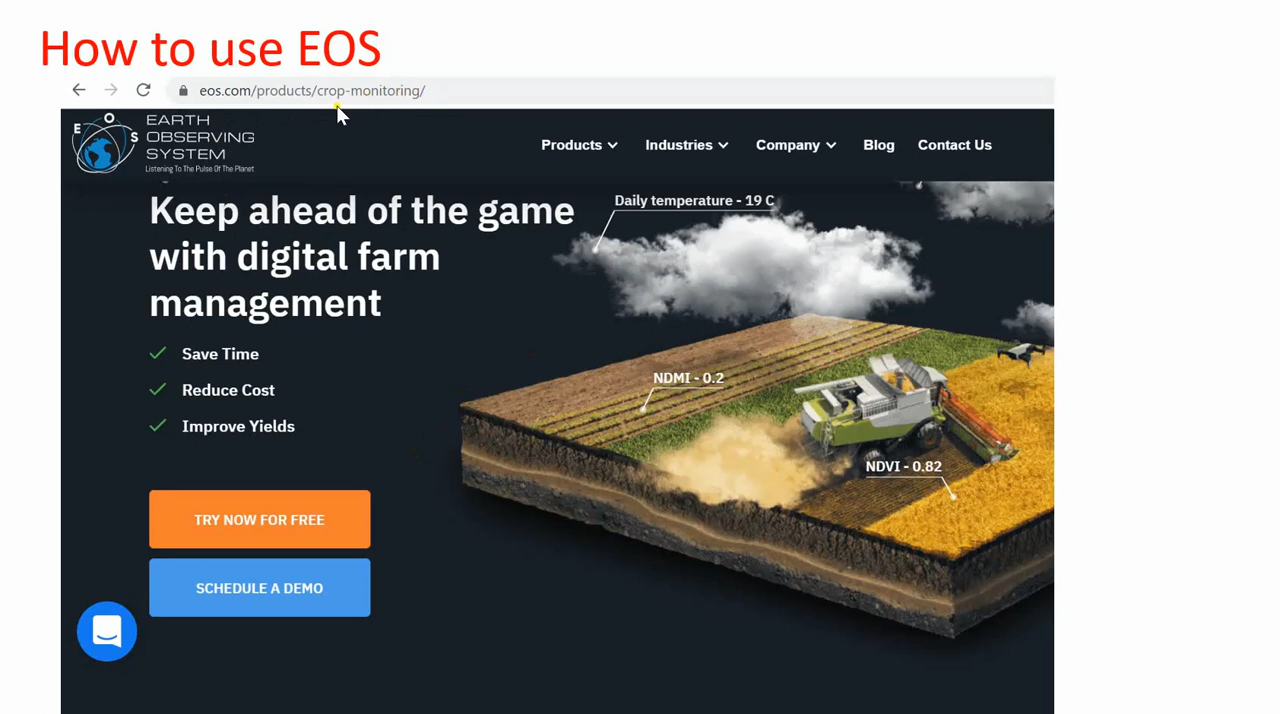 How to use EOS
eos.com/products/crop-monitoring/
E O S
EARTH
OBSERVING
SYSTEM
Listening To The Pulse Of The Planet
Products
Industries
Company
Blog
Contact Us
Keep ahead of the game
with digital farm
management
Daily temperature - 19 C
Save Time
Reduce Cost
Improve Yields
NDMI - 0.2
NDVI - 0.82
TRY NOW FOR FREE
SCHEDULE A DEMO